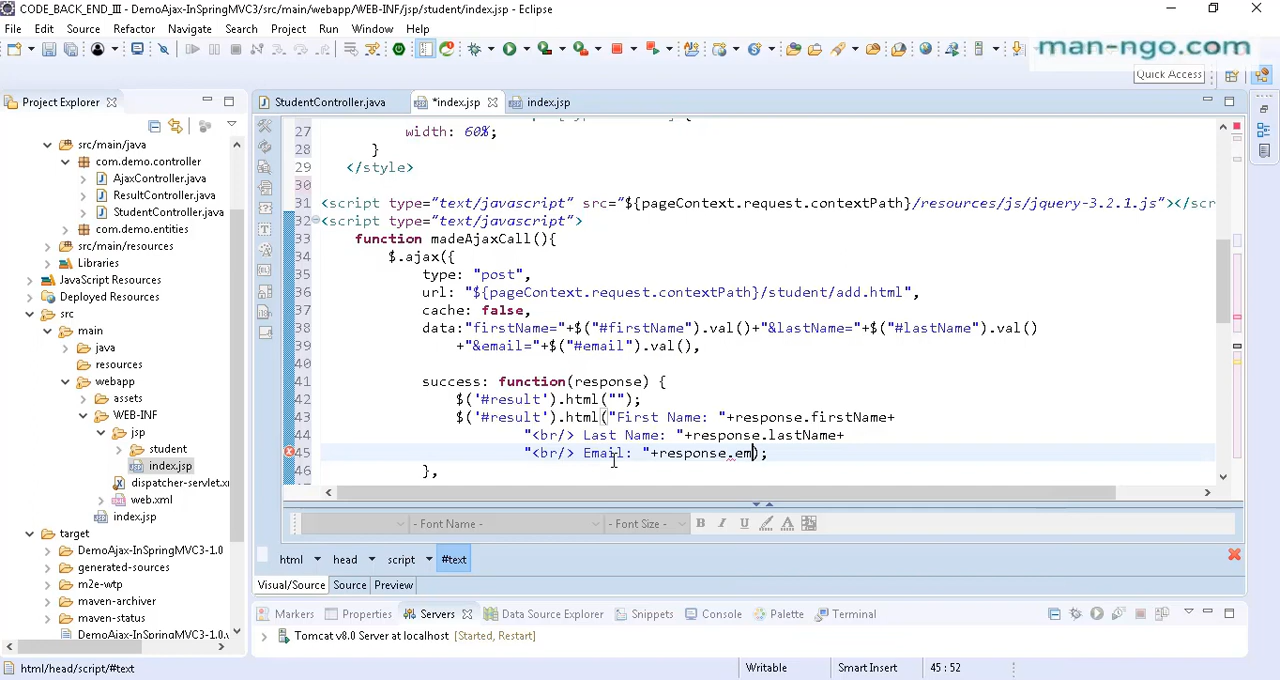 CODE_BACK_END_III - DemoAjax-InSpringMVC3/src/main/webapp/WEB-INF/jsp/student/index.jsp - Eclipse
File Edit Source Refactor Navigate Search Project Run Window Help
man-ngo.com
Quick Access
Project Explorer
StudentController.java
*index.jsp
index.jsp
src/main/java
com.demo.controller
AjaxController.java
ResultController.java
StudentController.java
com.demo.entities
src/main/resources
Libraries
JavaScript Resources
Deployed Resources
src
main
java
resources
webapp
assets
WEB-INF
jsp
student
index.jsp
dispatcher-servlet.xm
web.xml
index.jsp
target
DemoAjax-InSpringMVC3-1.0
generated-sources
m2e-wtp
maven-archiver
maven-status
DemoAjax-InSpringMVC3-1.0.v
27 width: 60%;
28 }
29 </style>
30
31 <script type="text/javascript" src="${pageContext.request.contextPath}/resources/js/jquery-3.2.1.js"></scr
32 <script type="text/javascript">
33 function madeAjaxCall(){
34 $.ajax({
35 type: "post",
36 url: "${pageContext.request.contextPath}/student/add.html",
37 cache: false,
38 data:"firstName="+$("#firstName").val()+"&lastName="+$("#lastName").val()
39 +"&email="+$("#email").val(),
40
41 success: function(response) {
42 $('#result').html("");
43 $('#result').html("First Name: "+response.firstName+
44 "<br/> Last Name: "+response.lastName+
45 "<br/> Email: "+response.em);
46 },
- Font Name -
- Font Size -
B I U A
html head script #text
Visual/Source Source Preview
Markers Properties Servers Data Source Explorer Snippets Console Palette Terminal
Tomcat v8.0 Server at localhost [Started, Restart]
html/head/script/#text
Writable
Smart Insert
45 : 52